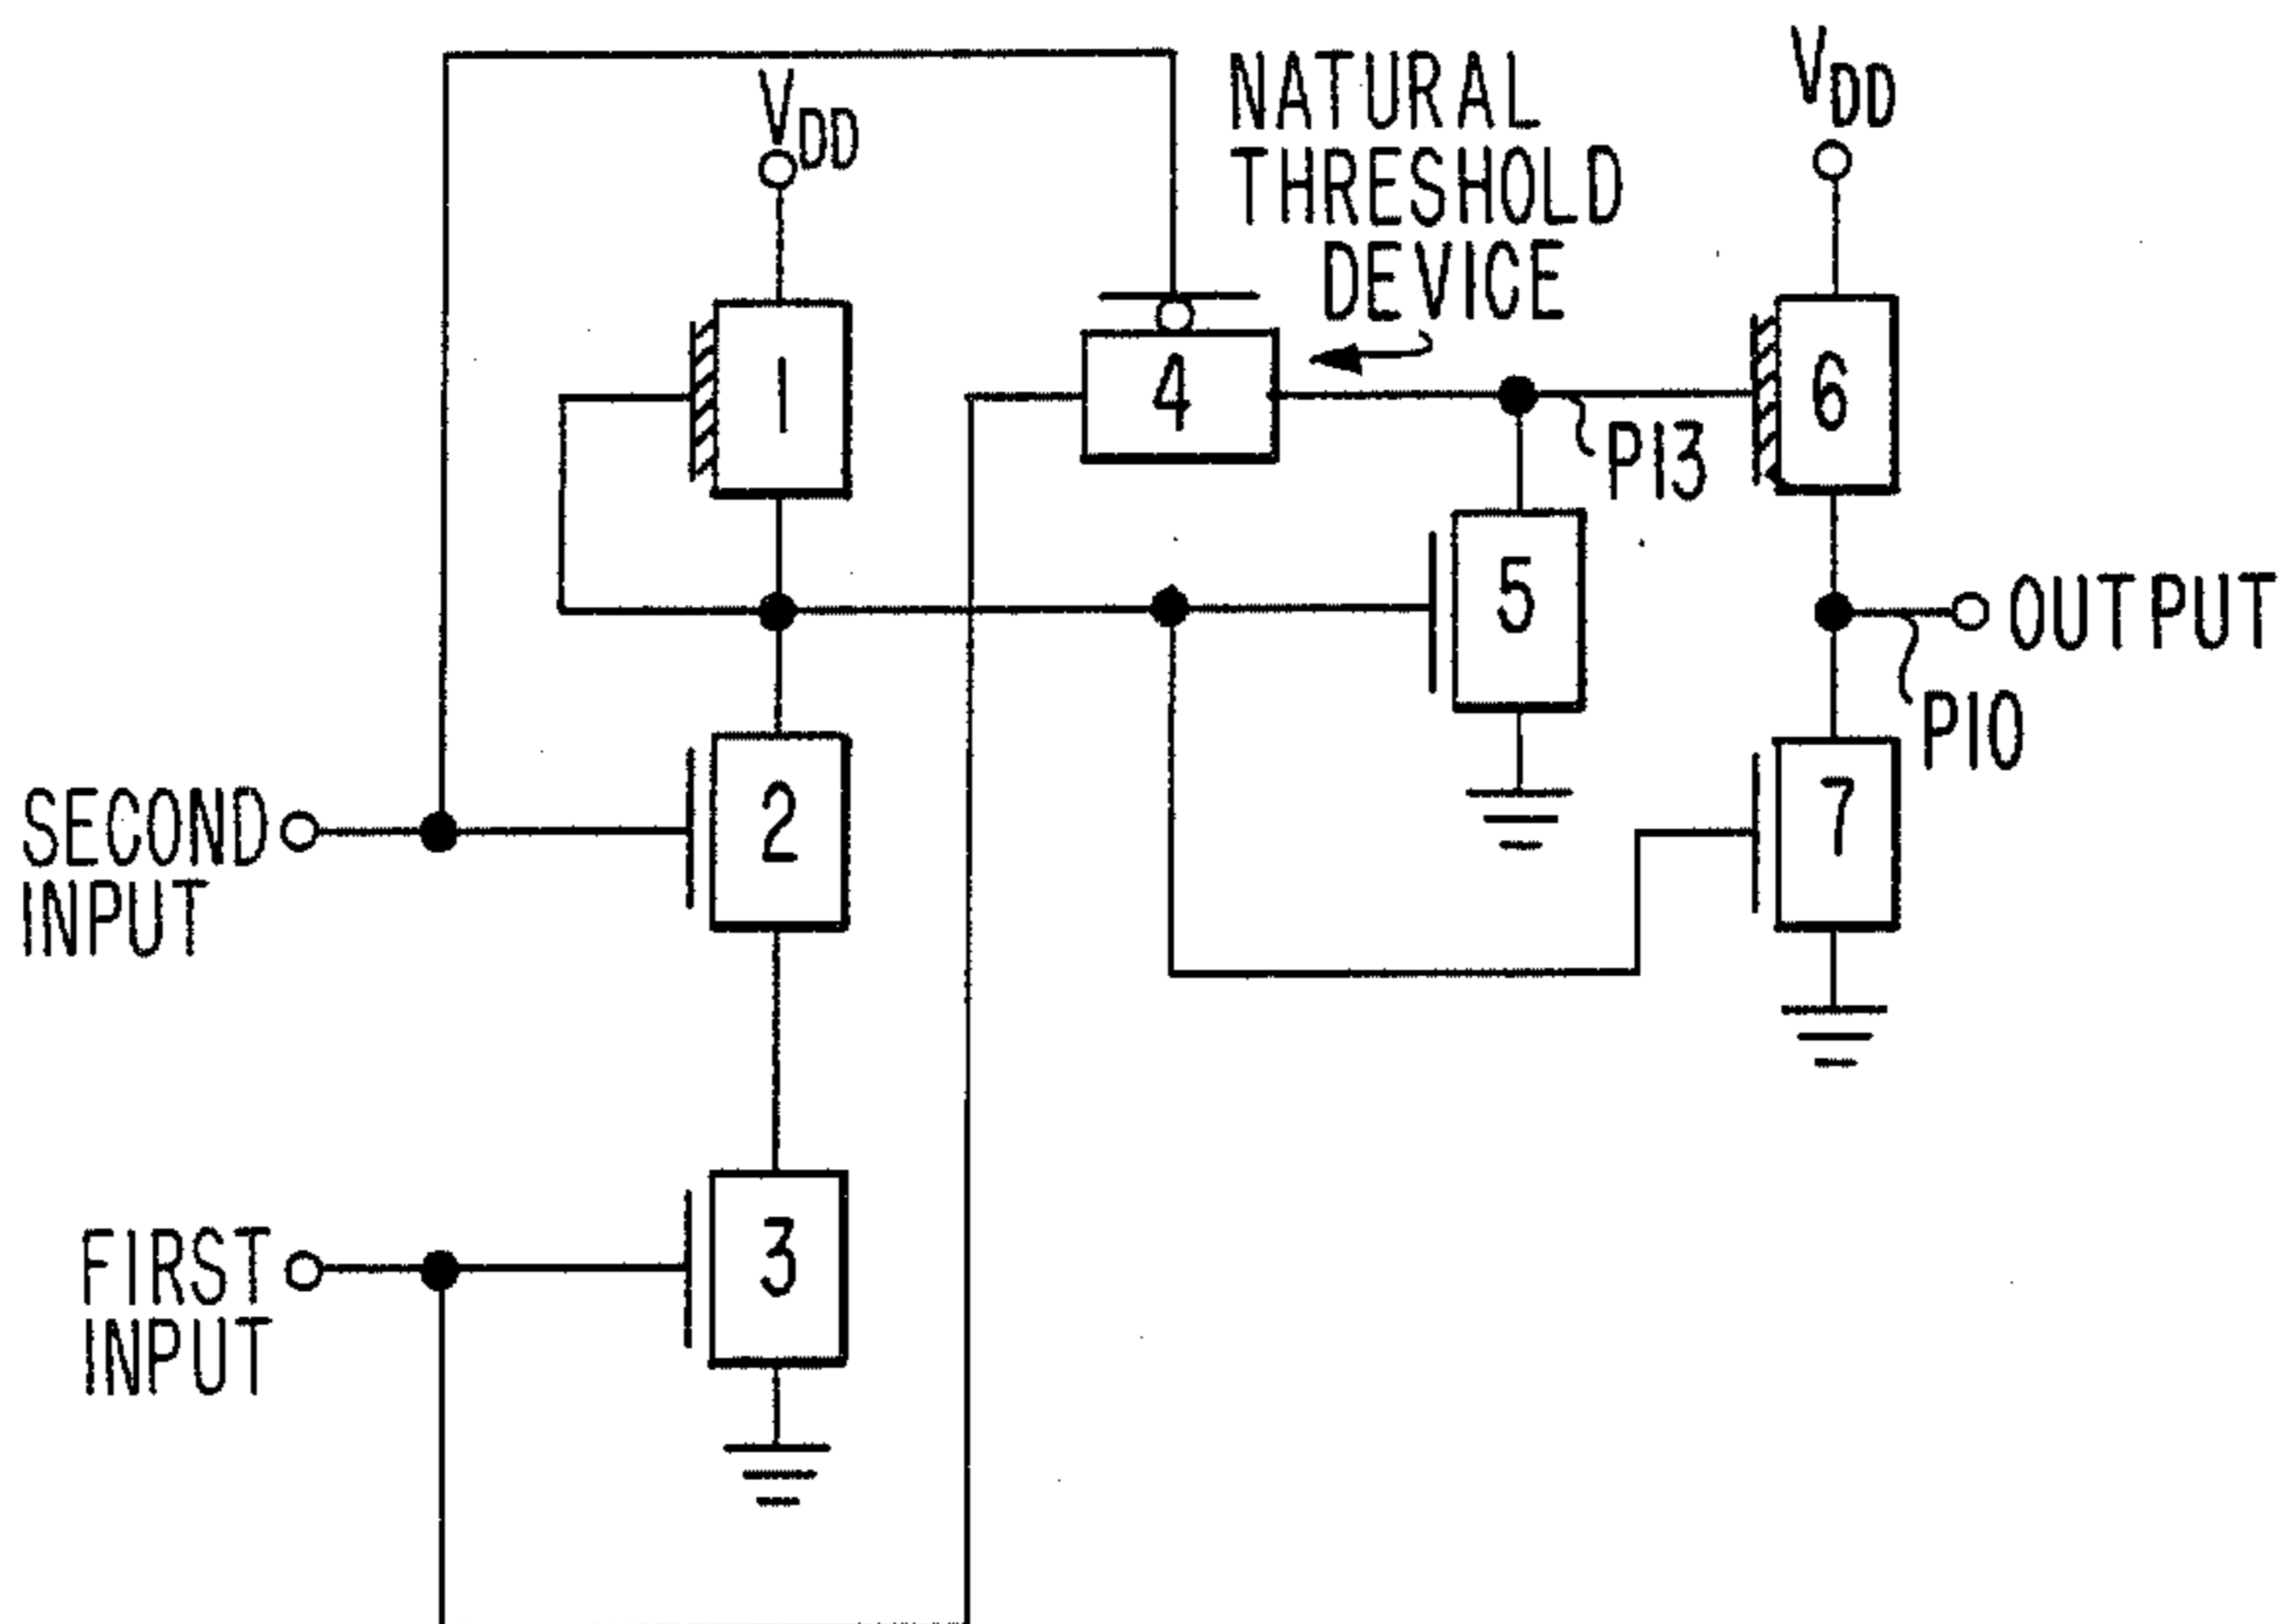 VDD
NATURAL
THRESHOLD
DEVICE
VDD
1
4
6
P13
5
OUTPUT
P10
SECOND
INPUT
2
7
FIRST
INPUT
3